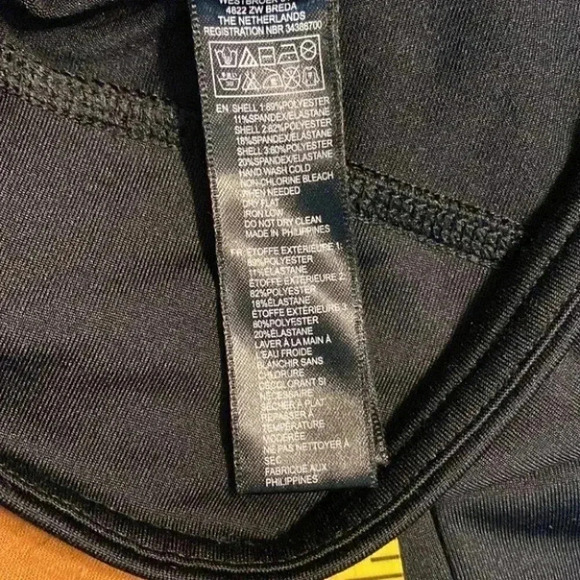 4822 ZW BREDA
THE NETHERLANDS
REGISTRATION NBR 34388700
EN SHELL 1:89%POLYESTER
11%SPANDEX/ELASTANE
SHELL 2:82%POLYESTER
18%SPANDEX/ELASTANE
SHELL 3:80%POLYESTER
20%SPANDEX/ELASTANE
HAND WASH COLD
NON-CHLORINE BLEACH
WHEN NEEDED
DRY FLAT
IRON LOW
DO NOT DRY CLEAN
MADE IN PHILIPPINES
FR ÉTOFFE EXTÉRIEURE 1:
89%POLYESTER
11%ÉLASTANE
ÉTOFFE EXTÉRIEURE 2:
82%POLYESTER
18%ÉLASTANE
ÉTOFFE EXTÉRIEURE 3:
80%POLYESTER
20%ÉLASTANE
LAVER À LA MAIN À
L'EAU FROIDE
BLANCHIR SANS
CHLORURE
DÉCOLORANT SI
NÉCESSAIRE
SÉCHER À PLAT
REPASSER À
TEMPÉRATURE
MODÉRÉE
NE PAS NETTOYER À
SEC
FABRIQUE AUX
PHILIPPINES